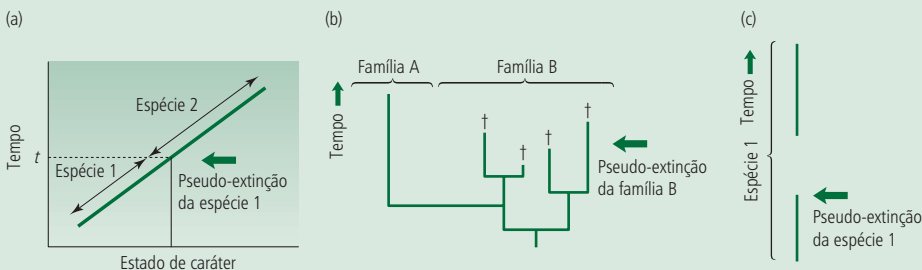 (a)
Tempo
t
Espécie 2
Espécie 1
Pseudo-extinção
da espécie 1
Estado de caráter
(b)
Família A
Família B
Tempo
†
†
†
†
Pseudo-extinção
da família B
(c)
Tempo
Espécie 1
Pseudo-extinção
da espécie 1